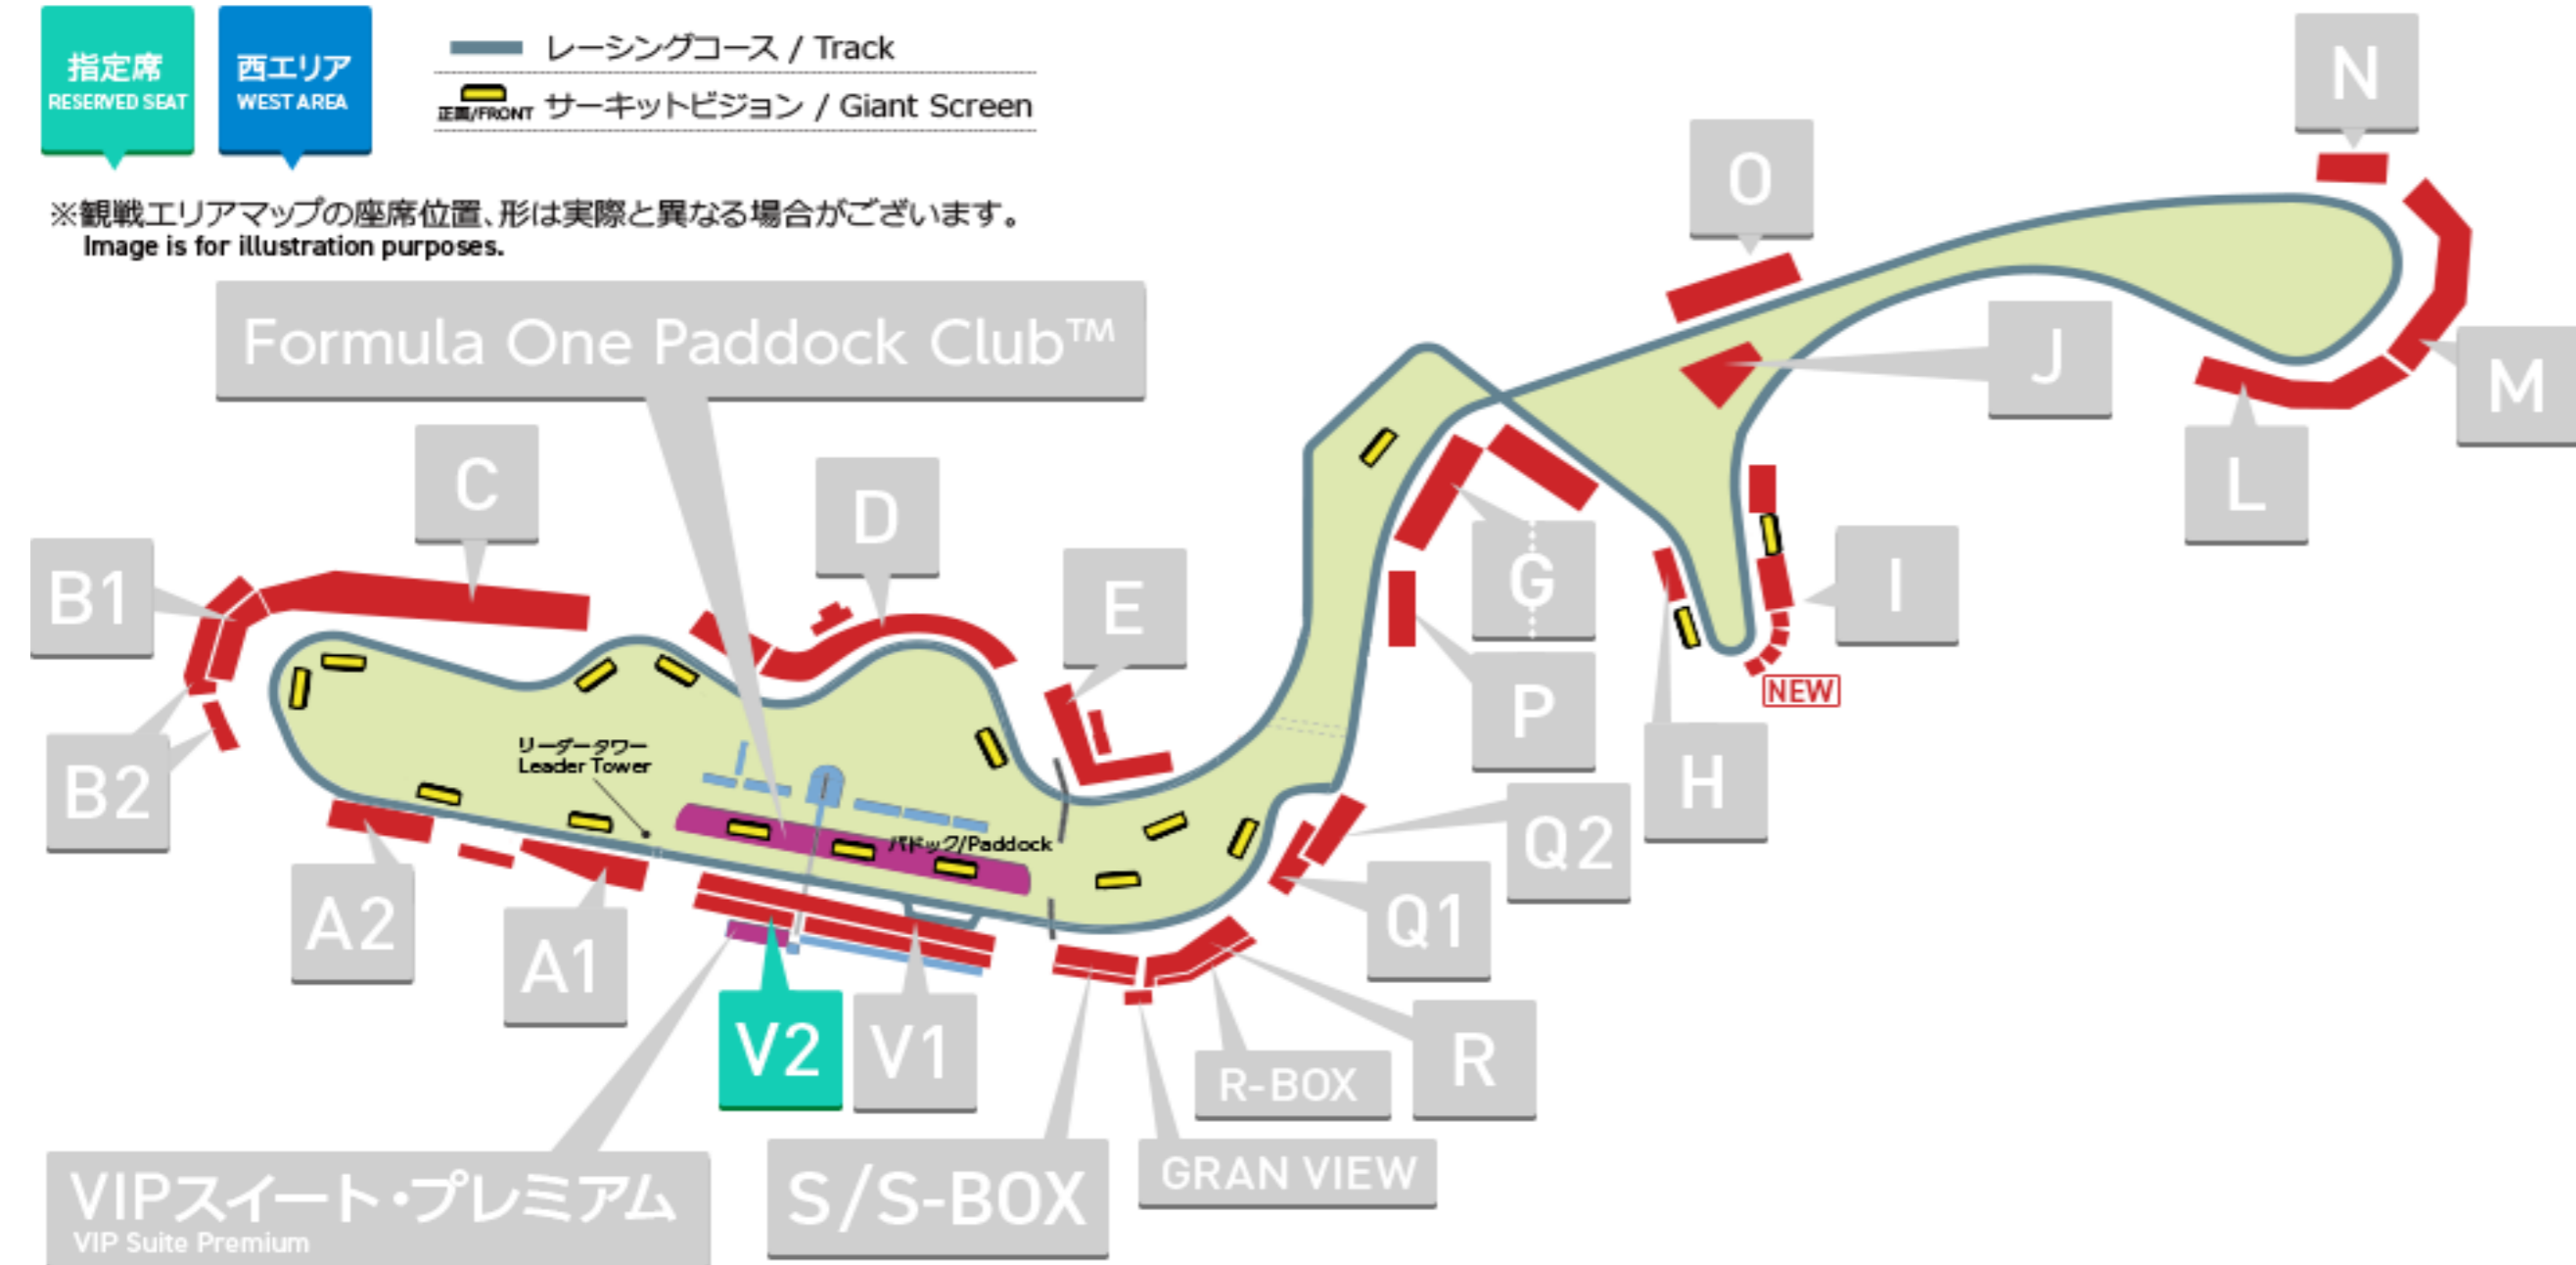 指定席
RESERVED SEAT
西エリア
WEST AREA
レーシングコース / Track
正面/FRONT サーキットビジョン / Giant Screen
※観戦エリアマップの座席位置、形は実際と異なる場合がございます。
Image is for illustration purposes.
N
O
Formula One Paddock Club™
J
M
L
C
D
B1
E
G
I
NEW
P
H
B2
リーダータワー
Leader Tower
パドック/Paddock
Q2
Q1
A2
A1
V2
V1
R
R-BOX
GRAN VIEW
S/S-BOX
VIPスイート・プレミアム
VIP Suite Premium